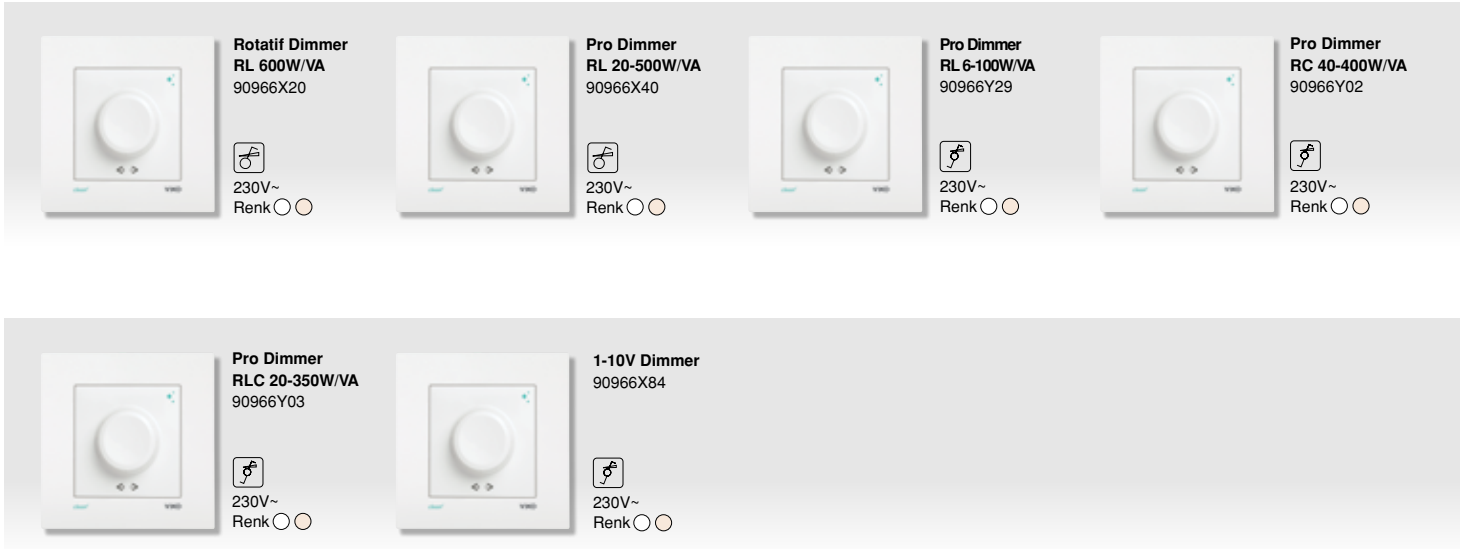 Rotatif Dimmer
RL 600W/VA
90966X20
230V~
Renk
Pro Dimmer
RL 20-500W/VA
90966X40
230V~
Renk
Pro Dimmer
RL 6-100W/VA
90966Y29
230V~
Renk
Pro Dimmer
RC 40-400W/VA
90966Y02
230V~
Renk
Pro Dimmer
RLC 20-350W/VA
90966Y03
230V~
Renk
1-10V Dimmer
90966X84
230V~
Renk